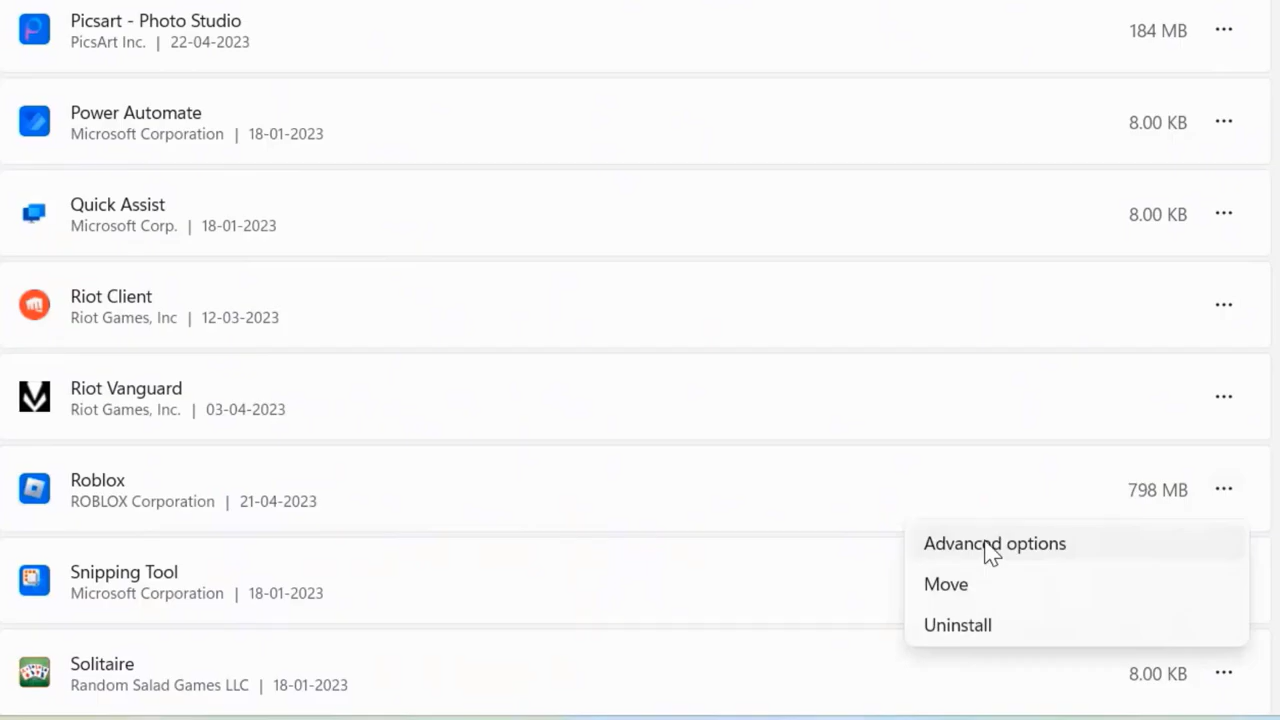 Picsart - Photo Studio
PicsArt Inc. | 22-04-2023
184 MB
Power Automate
Microsoft Corporation | 18-01-2023
8.00 KB
Quick Assist
Microsoft Corp. | 18-01-2023
8.00 KB
Riot Client
Riot Games, Inc | 12-03-2023
Riot Vanguard
Riot Games, Inc. | 03-04-2023
Roblox
ROBLOX Corporation | 21-04-2023
798 MB
Advanced options
Move
Uninstall
Snipping Tool
Microsoft Corporation | 18-01-2023
Solitaire
Random Salad Games LLC | 18-01-2023
8.00 KB